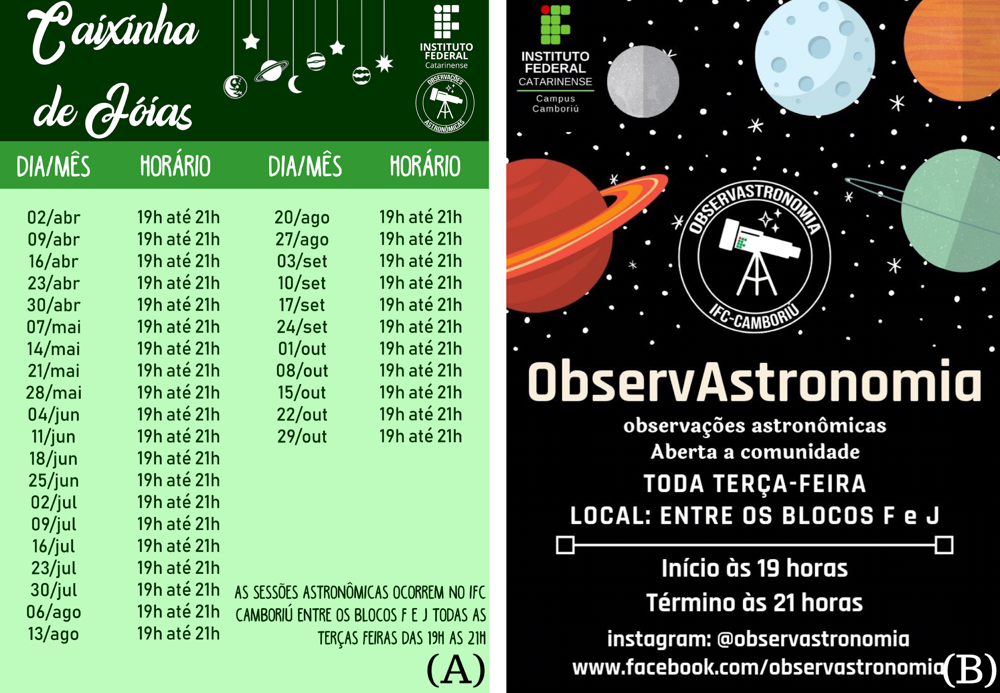 Caixinha
de Jóias
INSTITUTO
FEDERAL
Catarinense
OBSERVAÇÕES
ASTRONÔMICAS
DIA/MÊS HORÁRIO DIA/MÊS HORÁRIO
02/abr 19h até 21h 20/ago 19h até 21h
09/abr 19h até 21h 27/ago 19h até 21h
16/abr 19h até 21h 03/set 19h até 21h
23/abr 19h até 21h 10/set 19h até 21h
30/abr 19h até 21h 17/set 19h até 21h
07/mai 19h até 21h 24/set 19h até 21h
14/mai 19h até 21h 01/out 19h até 21h
21/mai 19h até 21h 08/out 19h até 21h
28/mai 19h até 21h 15/out 19h até 21h
04/jun 19h até 21h 22/out 19h até 21h
11/jun 19h até 21h 29/out 19h até 21h
18/jun 19h até 21h
25/jun 19h até 21h
02/jul 19h até 21h
09/jul 19h até 21h
16/jul 19h até 21h
23/jul 19h até 21h
30/jul 19h até 21h
06/ago 19h até 21h
13/ago 19h até 21h
AS SESSÕES ASTRONÔMICAS OCORREM NO IFC
CAMBORIÚ ENTRE OS BLOCOS F E J TODAS AS
TERÇAS FEIRAS DAS 19H AS 21H
(A)
INSTITUTO
FEDERAL
CATARINENSE
Campus
Camboriú
OBSERVASTRONOMIA
IFC-CAMBORIÚ
ObservAstronomia
observações astronômicas
Aberta a comunidade
TODA TERÇA-FEIRA
LOCAL: ENTRE OS BLOCOS F e J
Início às 19 horas
Término às 21 horas
instagram: @observastronomia
www.facebook.com/observastronomia
(B)